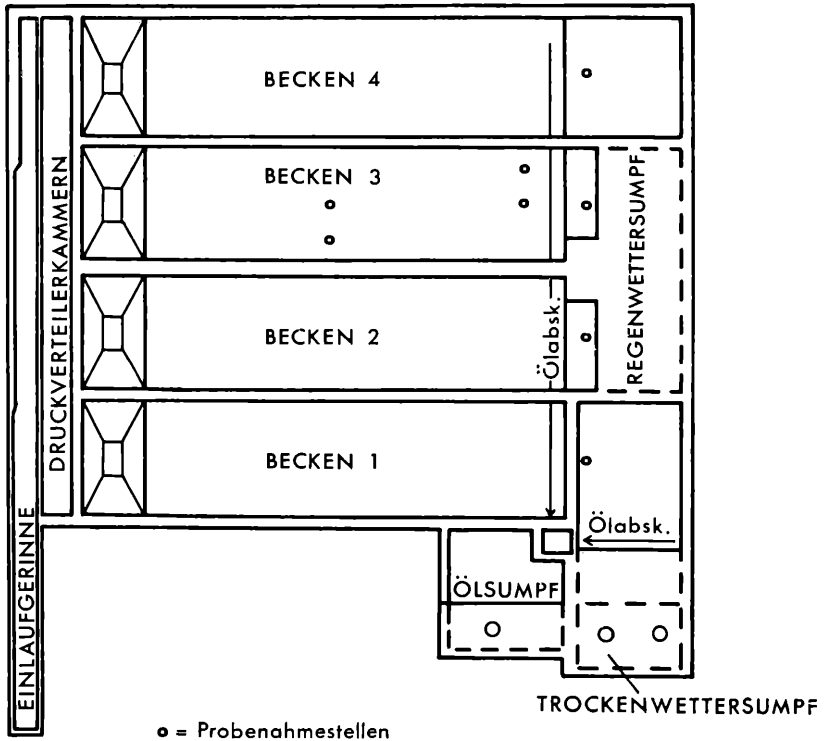 BECKEN 4
BECKEN 3
BECKEN 2
BECKEN 1
DRUCKVERTEILERKAMMERN
EINLAUFGERINNE
REGENWETTERSUMPF
Ölabsk.
Ölabsk.
ÖLSUMPF
TROCKENWETTERSUMPF
o = Probenahmestellen